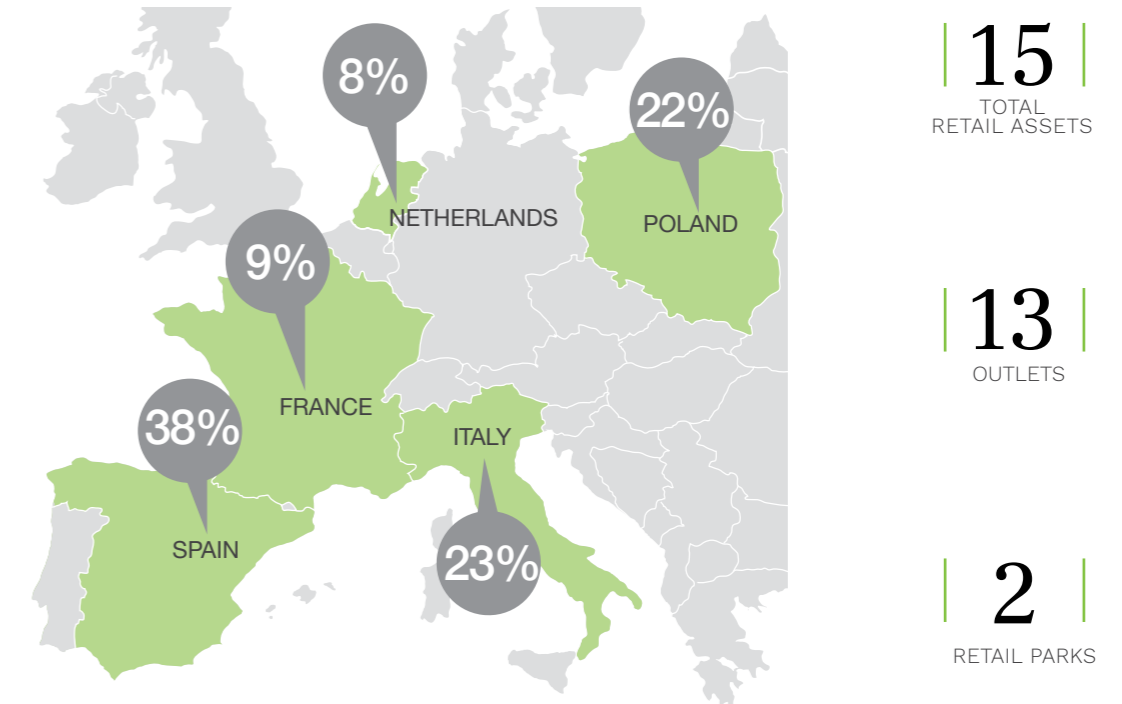 8%
NETHERLANDS
22%
POLAND
9%
FRANCE
38%
SPAIN
ITALY
23%
15
TOTAL
RETAIL ASSETS
13
OUTLETS
2
RETAIL PARKS